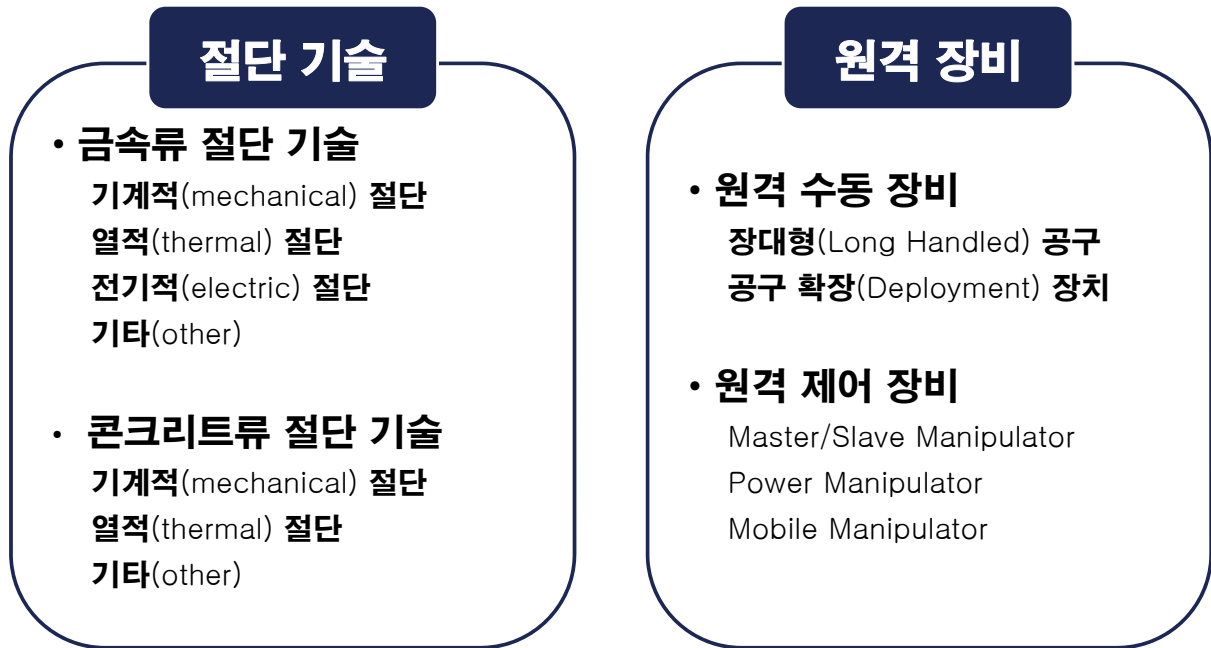 절단 기술
• 금속류 절단 기술
기계적(mechanical) 절단
열적(thermal) 절단
전기적(electric) 절단
기타(other)
• 콘크리트류 절단 기술
기계적(mechanical) 절단
열적(thermal) 절단
기타(other)
원격 장비
• 원격 수동 장비
장대형(Long Handled) 공구
공구 확장(Deployment) 장치
• 원격 제어 장비
Master/Slave Manipulator
Power Manipulator
Mobile Manipulator